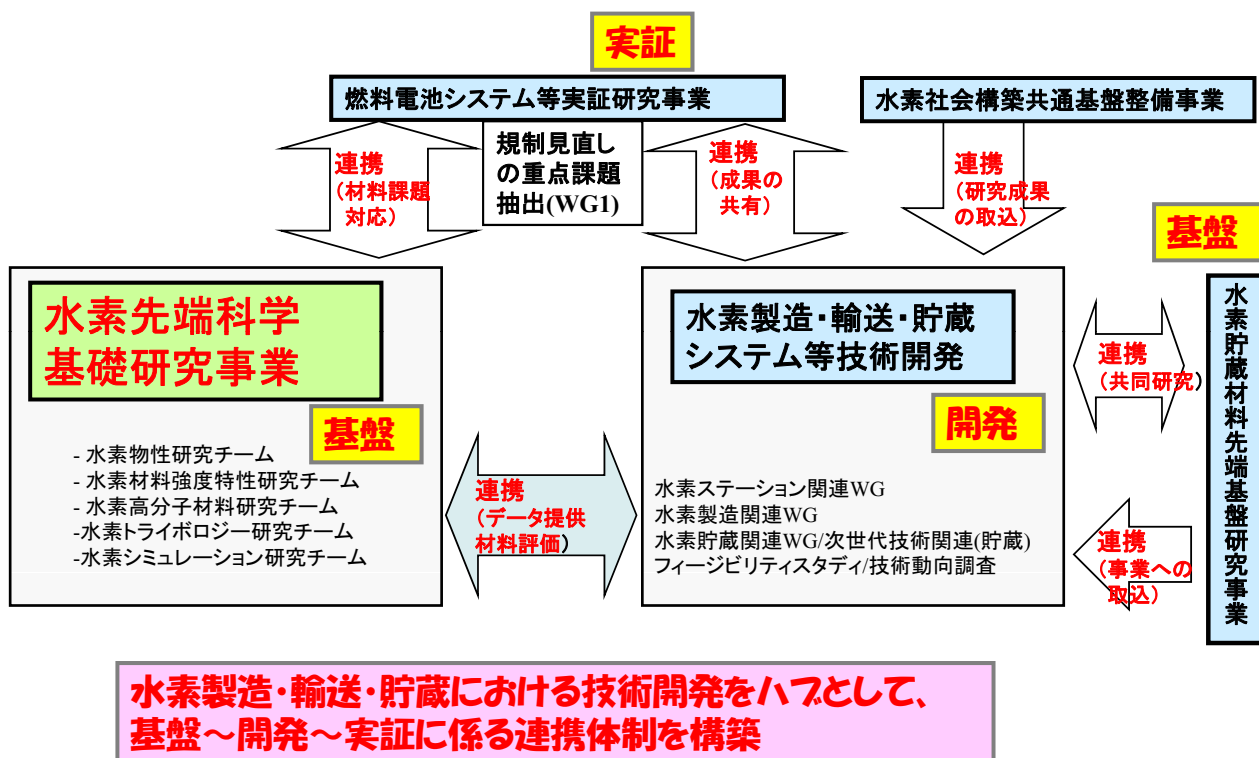 実証
燃料電池システム等実証研究事業
水素社会構築共通基盤整備事業
規制見直し
の重点課題
抽出(WG1)
連携
(材料課題
対応)
連携
(成果の
共有)
連携
(研究成果
の取込)
基盤
水素先端科学
基礎研究事業
基盤
- 水素物性研究チーム
- 水素材料強度特性研究チーム
- 水素高分子材料研究チーム
-水素トライボロジー研究チーム
-水素シミュレーション研究チーム
連携
(データ提供
材料評価)
水素製造・輸送・貯蔵
システム等技術開発
開発
水素ステーション関連WG
水素製造関連WG
水素貯蔵関連WG/次世代技術関連(貯蔵)
フィージビリティスタディ/技術動向調査
連携
(共同研究)
連携
(事業への
取込)
水素貯蔵材料先端基盤研究事業
水素製造・輸送・貯蔵における技術開発をハブとして、
基盤～開発～実証に係る連携体制を構築